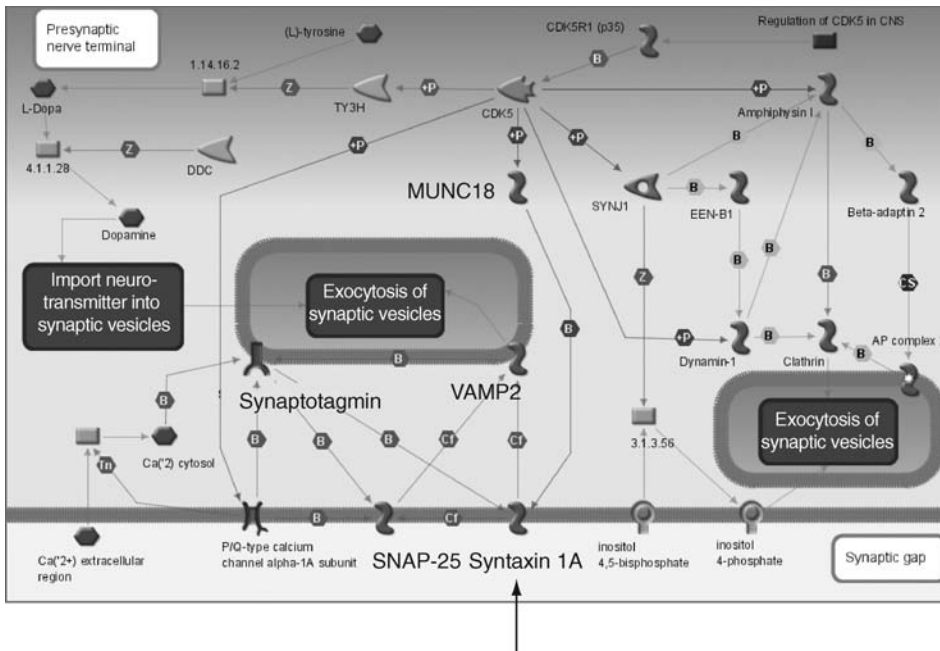 Presynaptic
nerve terminal
(L)-tyrosine
CDK5R1 (p35)
Regulation of CDK5 in CNS
1.14.16.2
B
L-Dopa
Z
TY3H
+P
CDK5
+P
Amphiphysin I
4.1.1.28
Z
DDC
+P
+P
+P
B
B
MUNC18
SYNJ1
B
EEN-B1
Beta-adaptin 2
Dopamine
B
Import neuro-
transmitter into
synaptic vesicles
Exocytosis of
synaptic vesicles
Z
B
B
CS
B
B
+P
Dynamin-1
B
Clathrin
B
AP complex
Synaptotagmin
VAMP2
B
B
B
B
Cf
Cf
Exocytosis of
synaptic vesicles
3.1.3.56
Ca('2) cytosol
Tn
B
Cf
Ca('2+) extracellular
region
P/Q-type calcium
channel alpha-1A subunit
SNAP-25
Syntaxin 1A
inositol
4,5-bisphosphate
inositol
4-phosphate
Synaptic gap